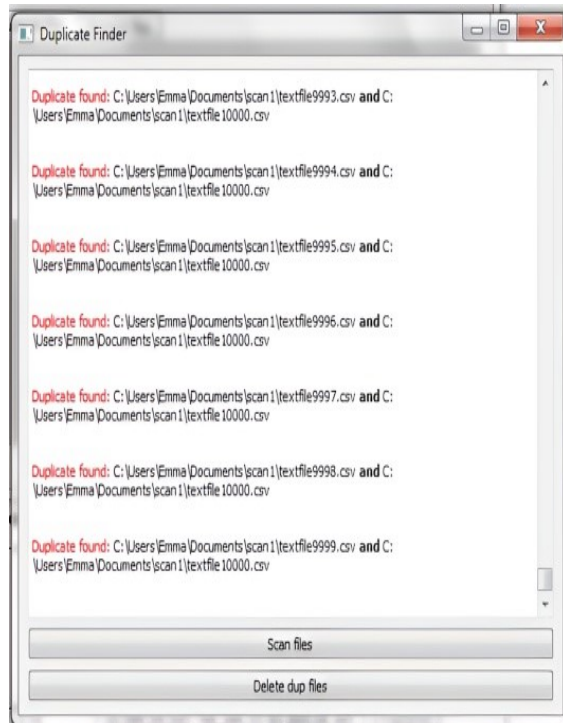 Duplicate Finder
Duplicate found: C:\Users\Emma\Documents\scan1\textfile9993.csv and C:
\Users\Emma\Documents\scan1\textfile10000.csv
Duplicate found: C:\Users\Emma\Documents\scan1\textfile9994.csv and C:
\Users\Emma\Documents\scan1\textfile10000.csv
Duplicate found: C:\Users\Emma\Documents\scan1\textfile9995.csv and C:
\Users\Emma\Documents\scan1\textfile10000.csv
Duplicate found: C:\Users\Emma\Documents\scan1\textfile9996.csv and C:
\Users\Emma\Documents\scan1\textfile10000.csv
Duplicate found: C:\Users\Emma\Documents\scan1\textfile9997.csv and C:
\Users\Emma\Documents\scan1\textfile10000.csv
Duplicate found: C:\Users\Emma\Documents\scan1\textfile9998.csv and C:
\Users\Emma\Documents\scan1\textfile10000.csv
Duplicate found: C:\Users\Emma\Documents\scan1\textfile9999.csv and C:
\Users\Emma\Documents\scan1\textfile10000.csv
Scan files
Delete dup files